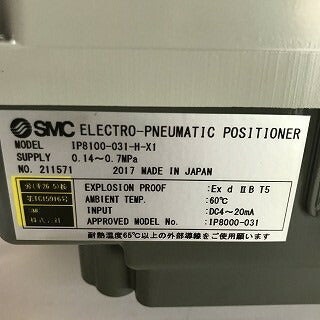 SMC ELECTRO-PNEUMATIC POSITIONER
MODEL IP8100-031-H-X1
SUPPLY 0.14~0.7MPa
NO. 211571 2017 MADE IN JAPAN
EXPLOSION PROOF :Ex d ⅡB T5
AMBIENT TEMP. :60℃
INPUT :DC4~20mA
APPROVED MODEL NO. :IP8000-031
耐熱温度65℃以上の外部導線をご使用願います